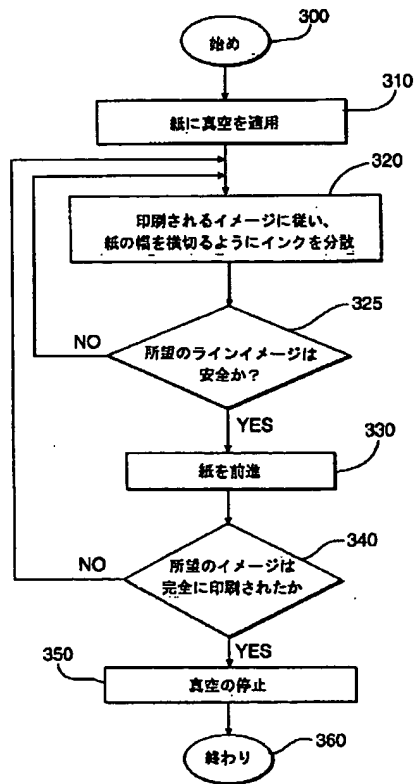 始め
300
310
紙に真空を適用
320
印刷されるイメージに従い、
紙の幅を横切るようにインクを分散
325
NO
所望のラインイメージは
安全か?
YES
330
紙を前進
340
NO
所望のイメージは
完全に印刷されたか
YES
350
真空の停止
終わり
360